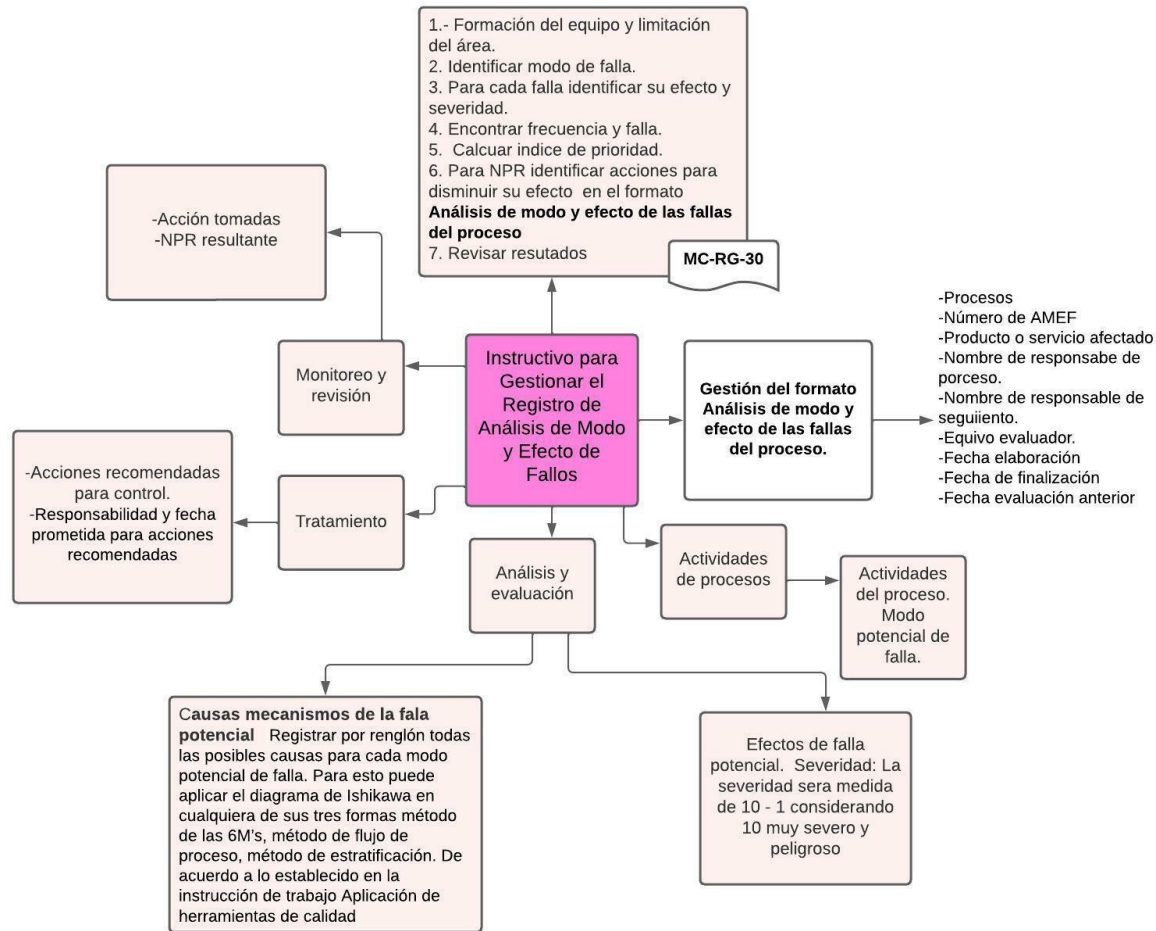 1.- Formación del equipo y limitación
del área.
2. Identificar modo de falla.
3. Para cada falla identificar su efecto y
severidad.
4. Encontrar frecuencia y falla.
5.  Calcuar indice de prioridad.
6. Para NPR identificar acciones para
disminuir su efecto  en el formato
Análisis de modo y efecto de las fallas
del proceso
7. Revisar resutados
MC-RG-30
-Acción tomadas
-NPR resultante
Monitoreo y
revisión
Instructivo para
Gestionar el
Registro de
Análisis de Modo
y Efecto de
Fallos
Gestión del formato
Análisis de modo y
efecto de las fallas
del proceso.
-Procesos
-Número de AMEF
-Producto o servicio afectado
-Nombre de responsabe de
porceso.
-Nombre de responsable de
seguiiento.
-Equivo evaluador.
-Fecha elaboración
-Fecha de finalización
-Fecha evaluación anterior
-Acciones recomendadas
para control.
-Responsabilidad y fecha
prometida para acciones
recomendadas
Tratamiento
Análisis y
evaluación
Actividades
de procesos
Actividades
del proceso.
Modo
potencial de
falla.
Causas mecanismos de la fala
potencial   Registrar por renglón todas
las posibles causas para cada modo
potencial de falla. Para esto puede
aplicar el diagrama de Ishikawa en
cualquiera de sus tres formas método
de las 6M's, método de flujo de
proceso, método de estratificación. De
acuerdo a lo establecido en la
instrucción de trabajo Aplicación de
herramientas de calidad
Efectos de falla
potencial.  Severidad: La
severidad sera medida
de 10 - 1 considerando
10 muy severo y
peligroso